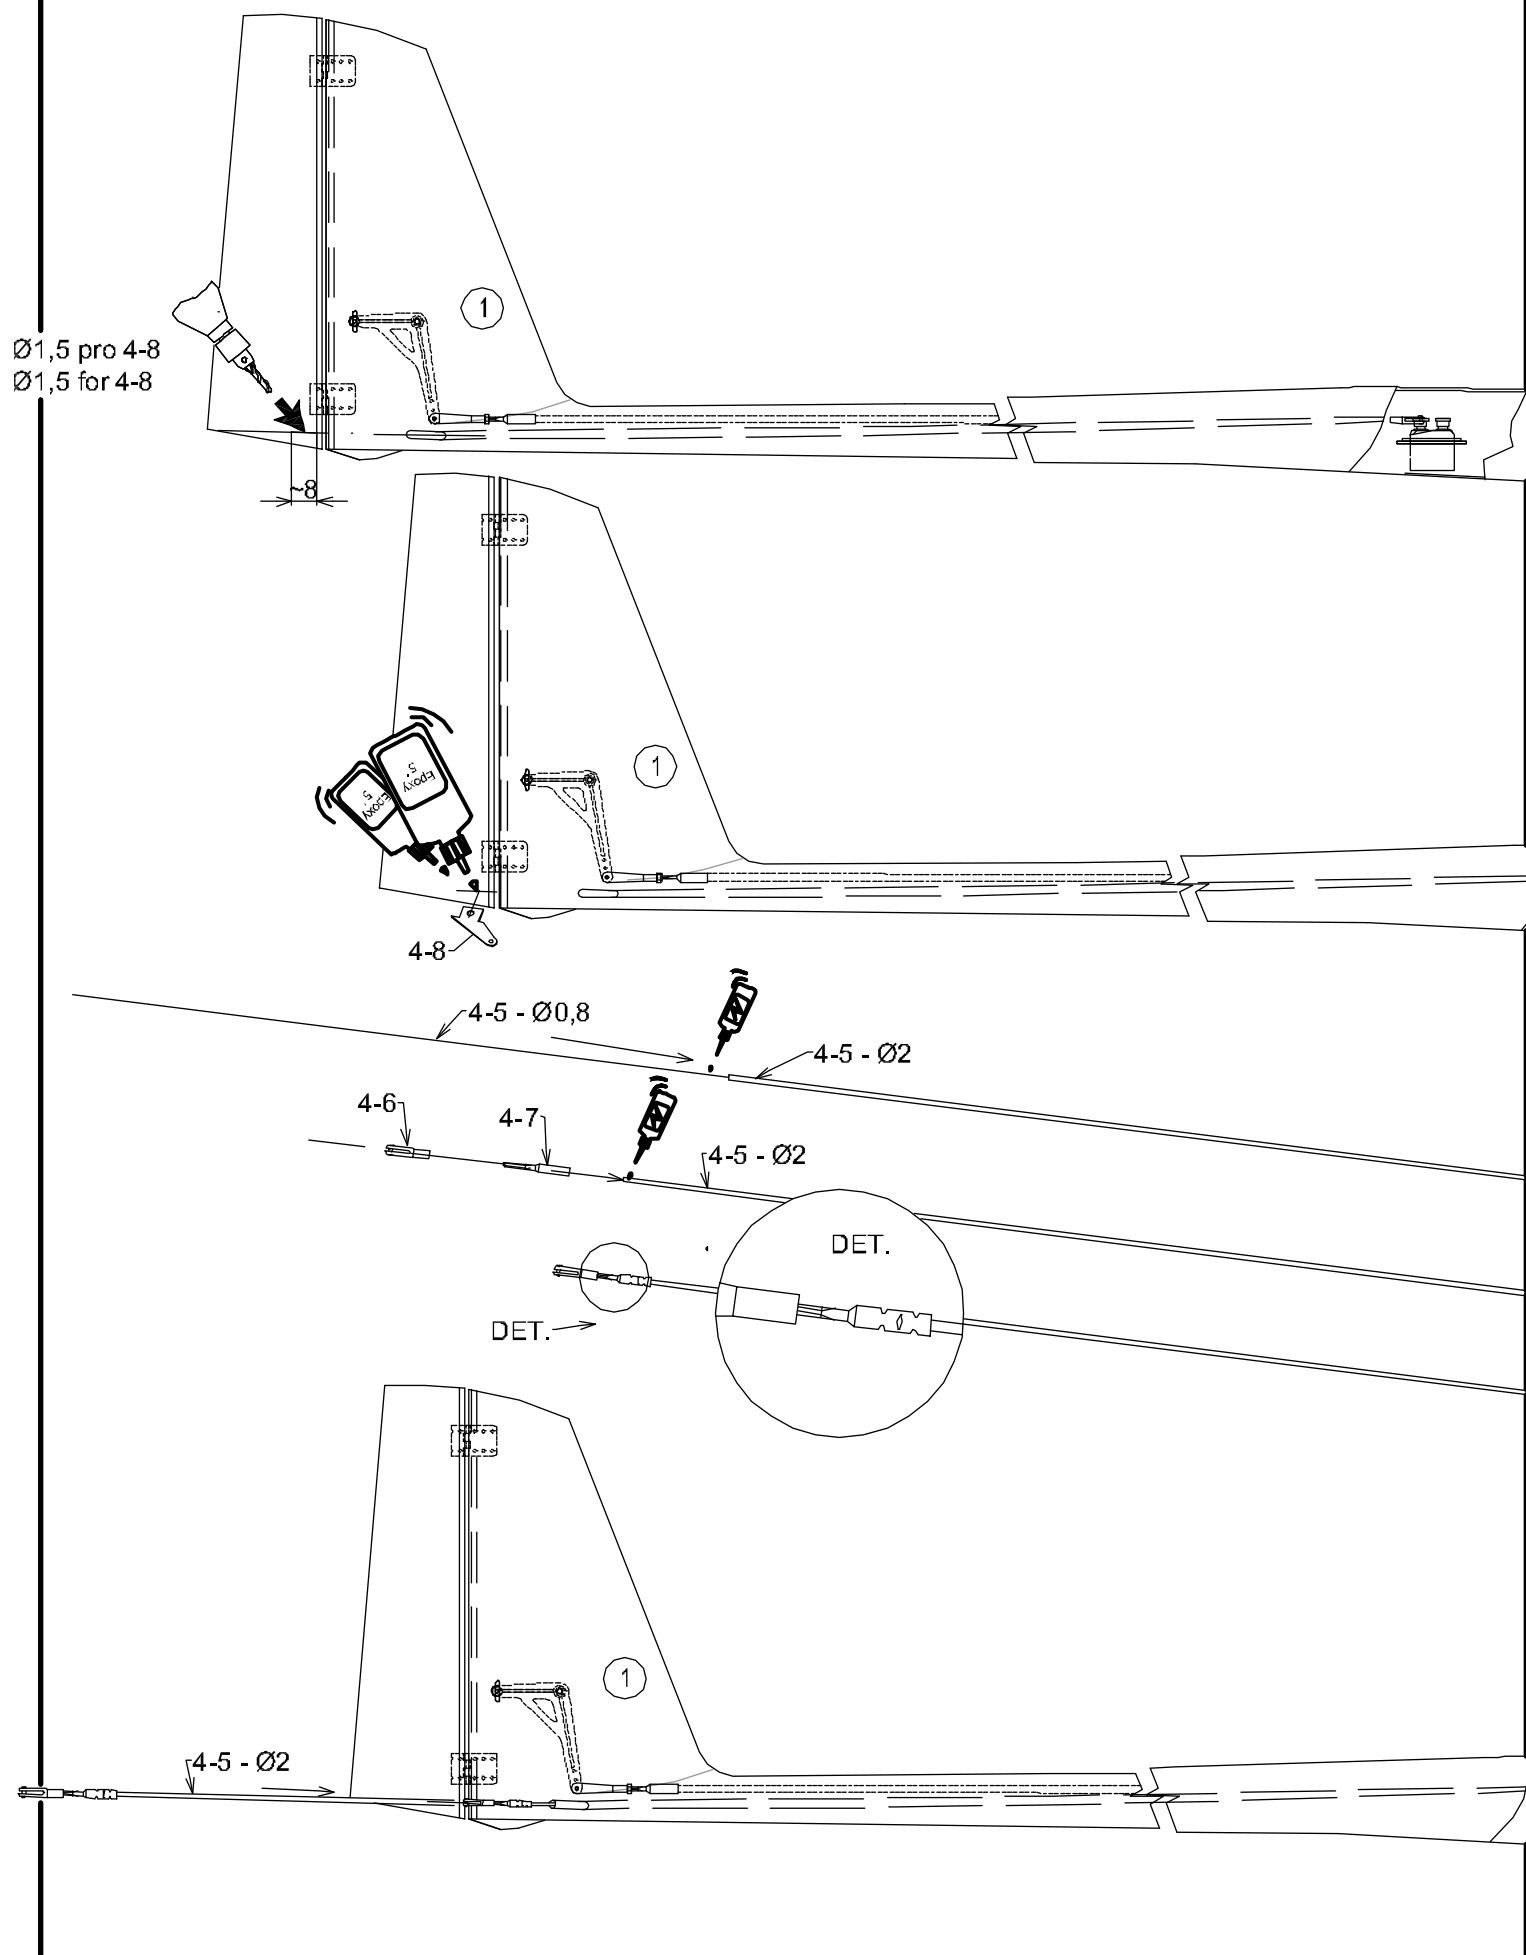 1
Ø1,5 pro 4-8
Ø1,5 for 4-8
~8
1
Epoxy
5'
Epoxy
5'
4-8
4-5 - Ø0,8
4-5 - Ø2
4-6
4-7
4-5 - Ø2
DET.
DET.
1
4-5 - Ø2